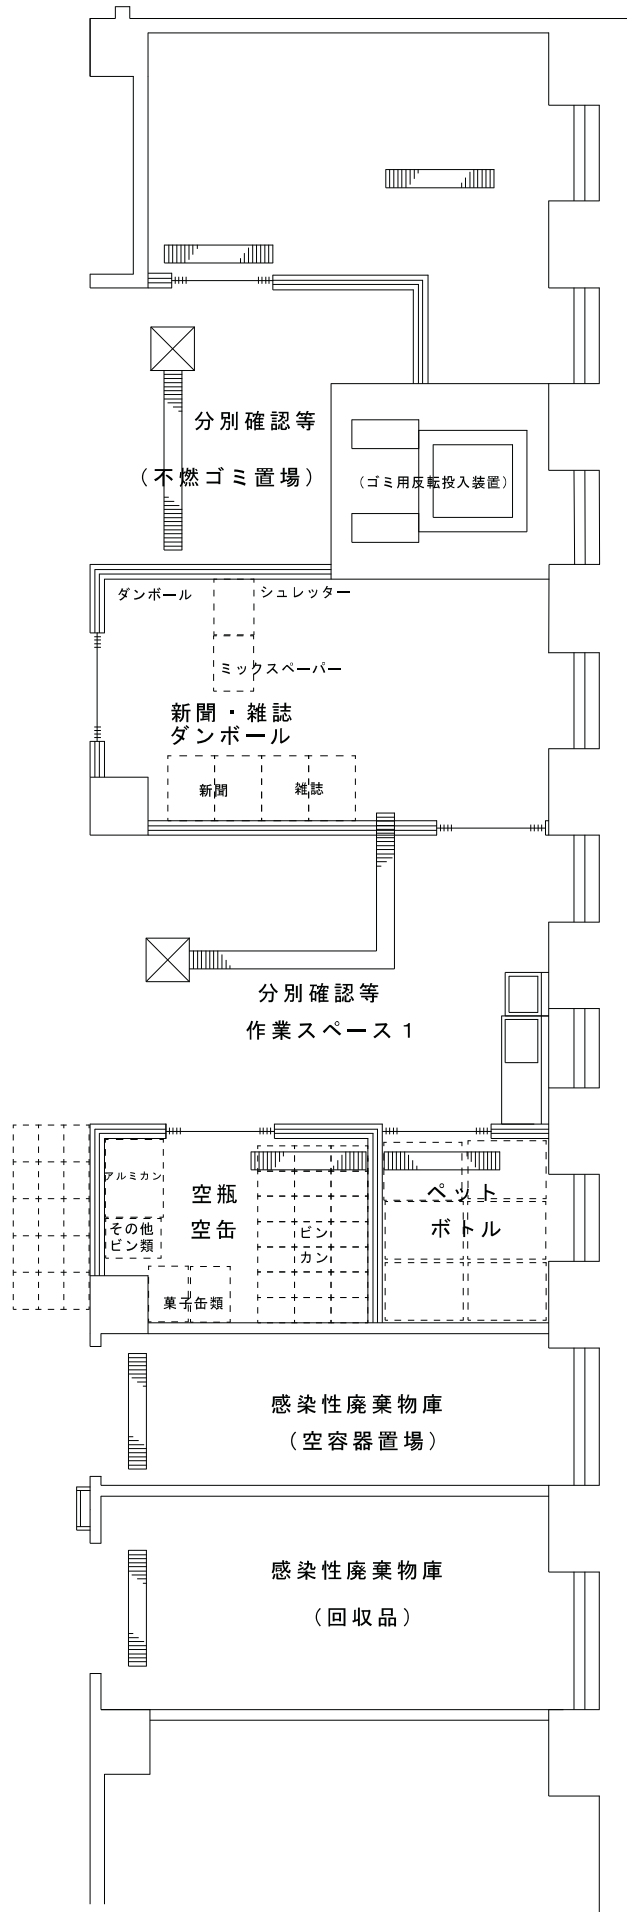 分別確認等
（不燃ゴミ置場）
（ゴミ用反転投入装置）
ダンボール
シュレッター
ミックスペーパー
新聞・雑誌
ダンボール
新聞
雑誌
分別確認等
作業スペース１
アルミカン
その他
ビン類
菓子缶類
空瓶
空缶
ビン
カン
ペット
ボトル
感染性廃棄物庫
（空容器置場）
感染性廃棄物庫
（回収品）